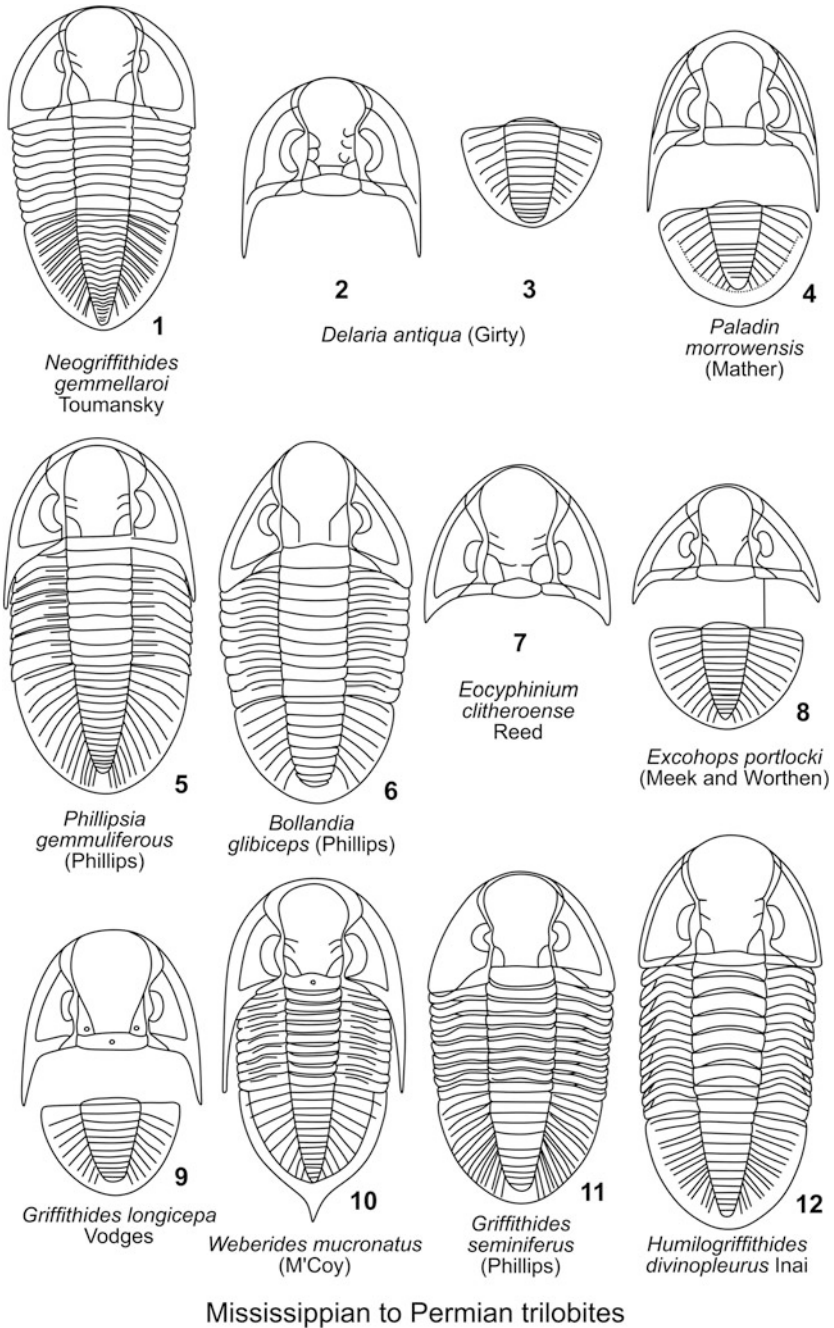 1
Neogriffithides
gemmellaroi
Toumansky
2
3
Delaria antiqua (Girty)
4
Paladin
morrowensis
(Mather)
5
Phillipsia
gemmuliferous
(Phillips)
6
Bollandia
glibiceps (Phillips)
7
Eocyphinium
clitheroense
Reed
8
Excohops portlocki
(Meek and Worthen)
9
Griffithides longicepa
Vodges
10
Weberides mucronatus
(M'Coy)
11
Griffithides
seminiferus
(Phillips)
12
Humilogriffithides
divinopleurus Inai
Mississippian to Permian trilobites